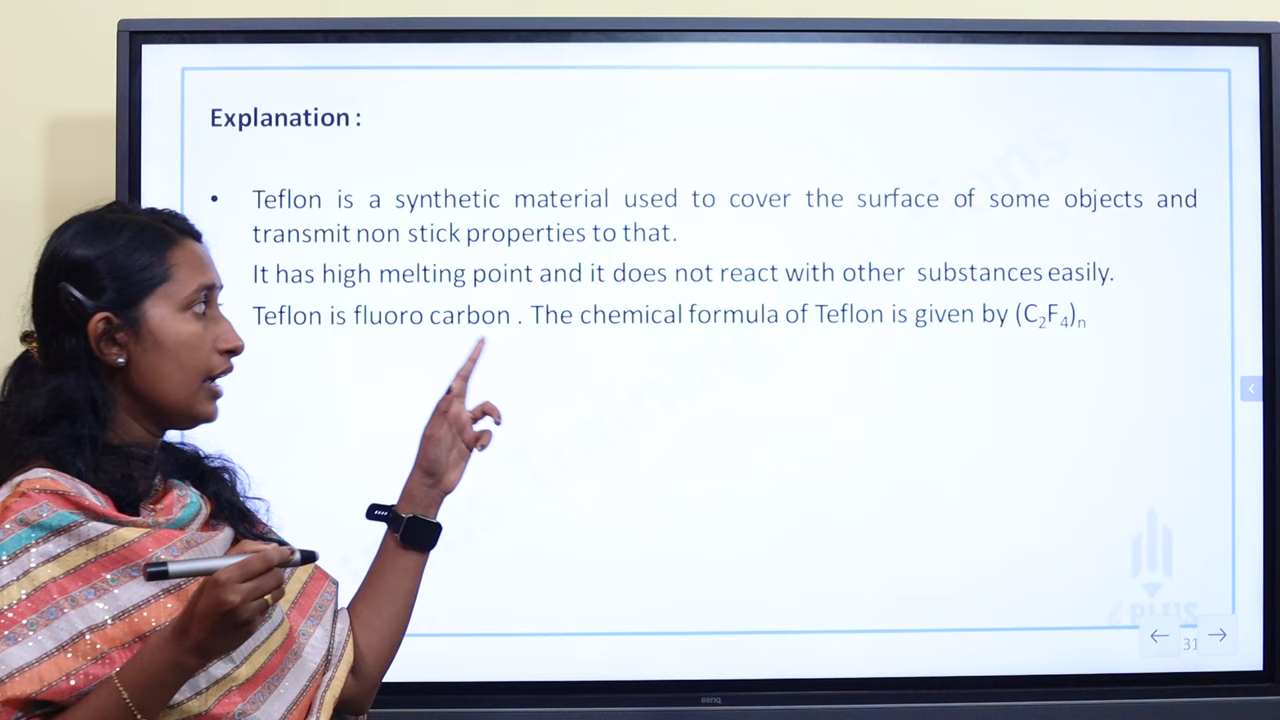 Explanation :
• Teflon is a synthetic material used to cover the surface of some objects and
transmit non stick properties to that.
It has high melting point and it does not react with other substances easily.
Teflon is fluoro carbon . The chemical formula of Teflon is given by (C₂F₄)ₙ
PLUS
31
BenQ